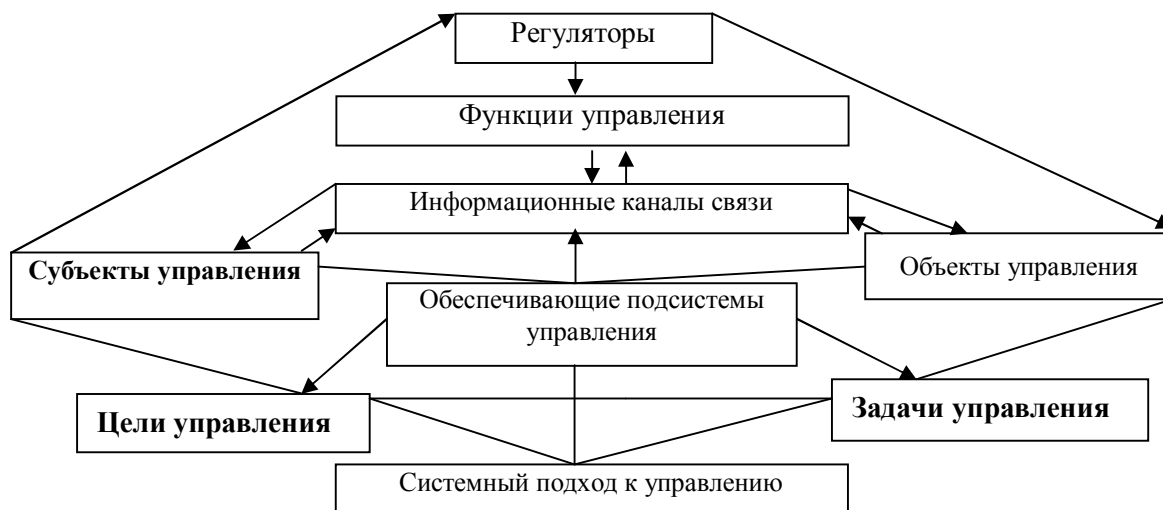 Регуляторы
Функции управления
Информационные каналы связи
Субъекты управления
Объекты управления
Обеспечивающие подсистемы
управления
Цели управления
Задачи управления
Системный подход к управлению